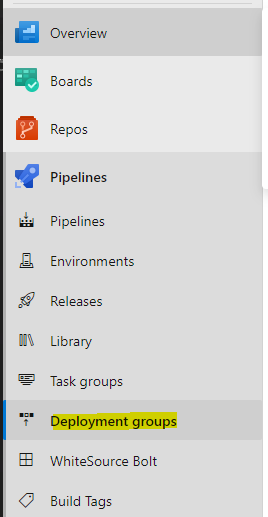 Overview
Boards
Repos
Pipelines
Pipelines
Environments
Releases
Library
Task groups
Deployment groups
WhiteSource Bolt
Build Tags